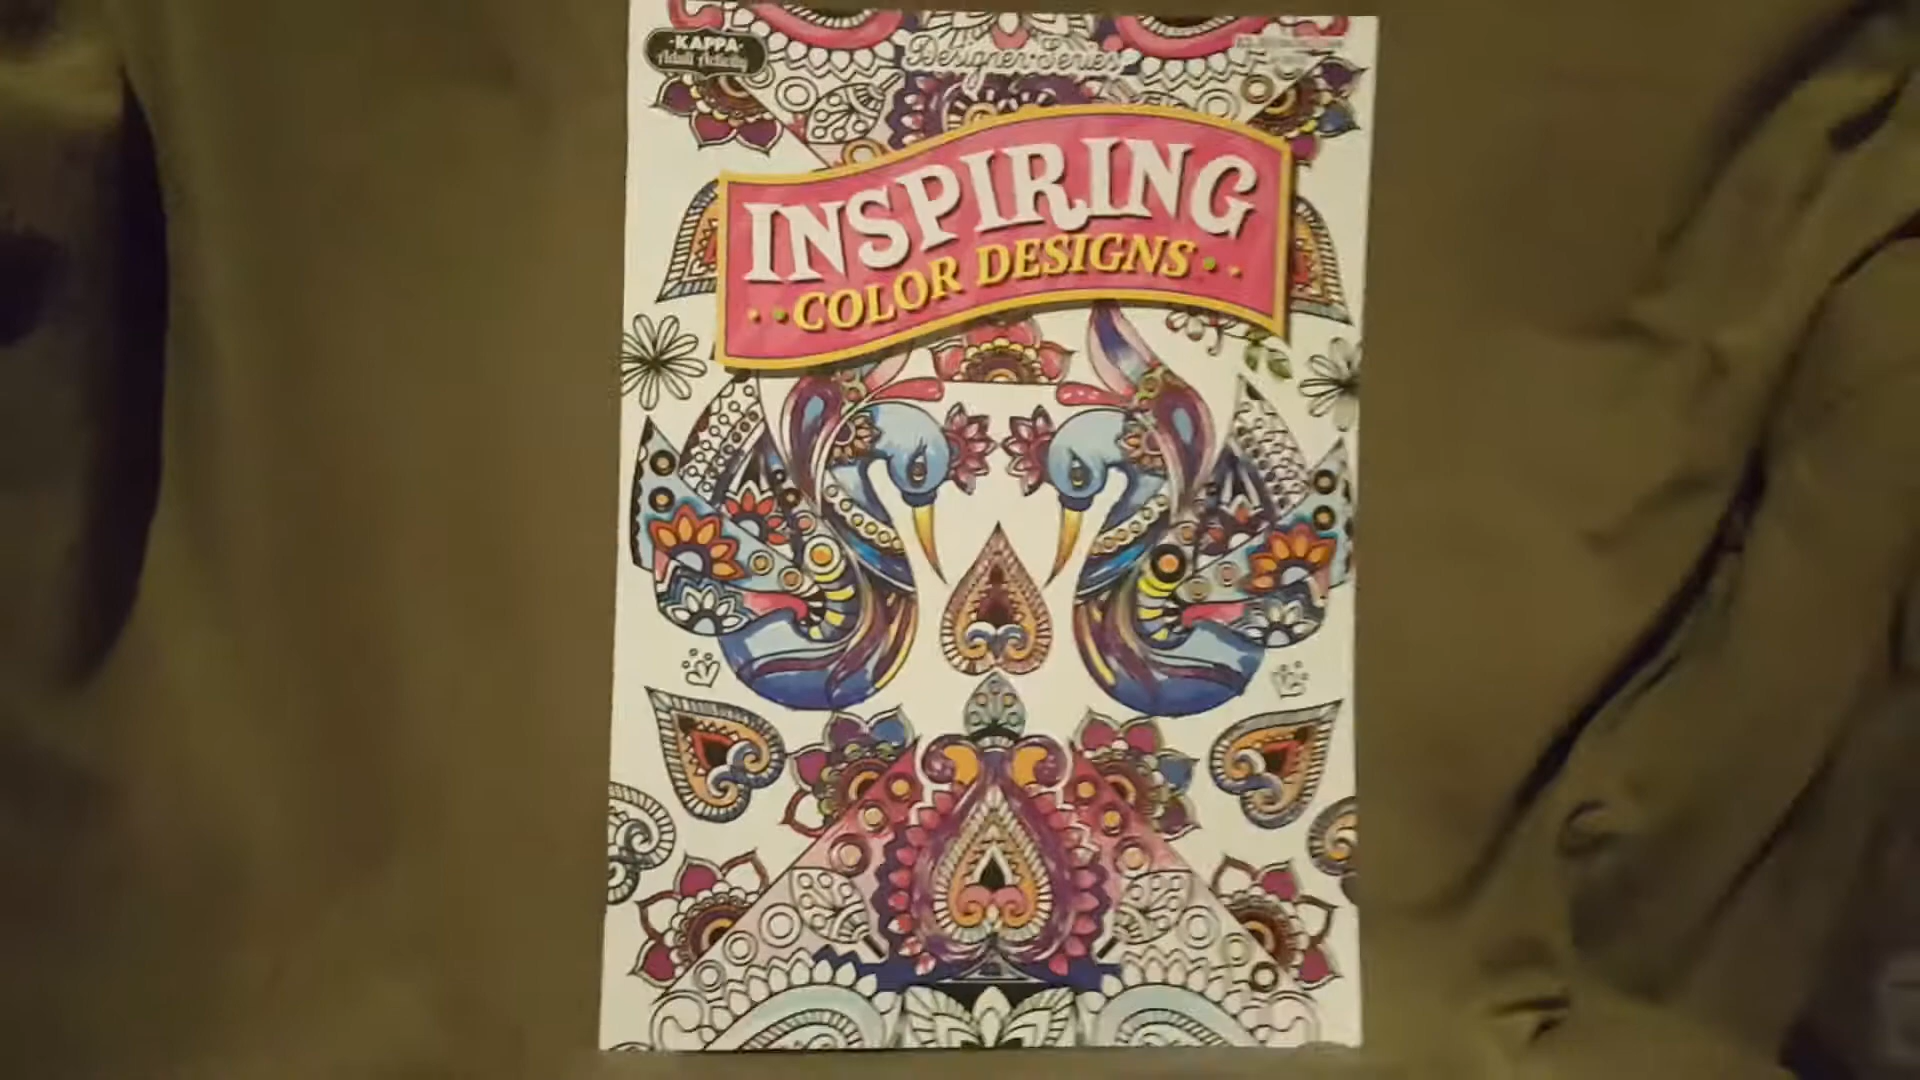 ·KAPPA·
Adult Activity
Designer Series
INSPIRING
COLOR DESIGNS